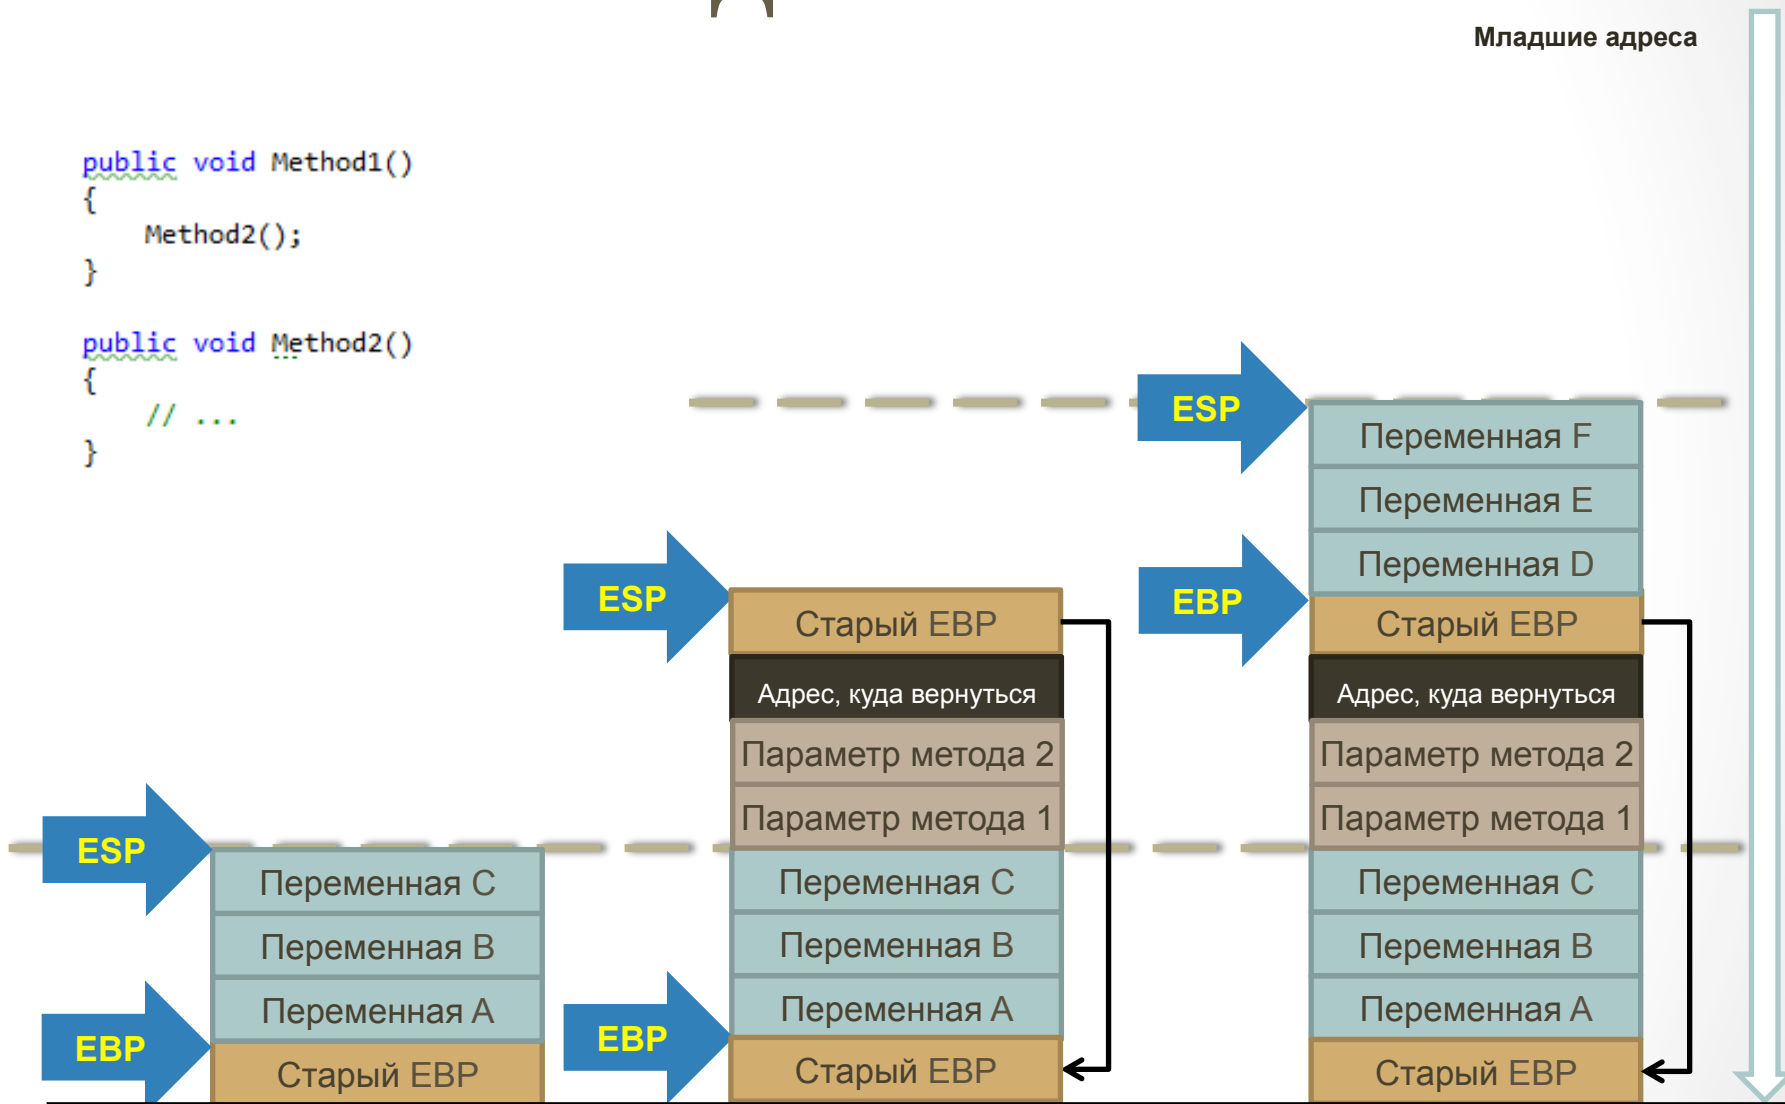 Младшие адреса
public void Method1()
{
Method2();
}
public void Method2()
{
// ...
}
ESP
EBP
Переменная C
Переменная B
Переменная A
Старый EBP
ESP
EBP
Старый EBP
Адрес, куда вернуться
Параметр метода 2
Параметр метода 1
Переменная C
Переменная B
Переменная A
Старый EBP
ESP
EBP
Переменная F
Переменная E
Переменная D
Старый EBP
Адрес, куда вернуться
Параметр метода 2
Параметр метода 1
Переменная C
Переменная B
Переменная A
Старый EBP